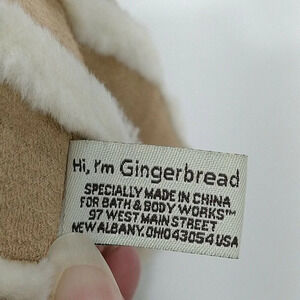 Hi, I'm Gingerbread
SPECIALLY MADE IN CHINA
FOR BATH & BODY WORKS™
97 WEST MAIN STREET
NEW ALBANY, OHIO 43054 USA